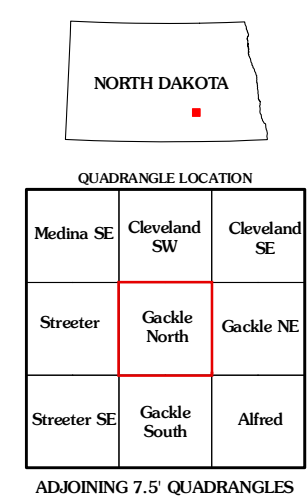 NORTH DAKOTA
QUADRANGLE LOCATION
Medina SE
Cleveland
SW
Cleveland
SE
Streeter
Gackle
North
Gackle NE
Streeter SE
Gackle
South
Alfred
ADJOINING 7.5' QUADRANGLES